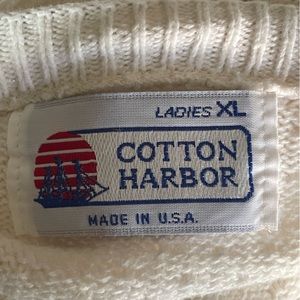 LADIES XL
COTTON
HARBOR
MADE IN U.S.A.